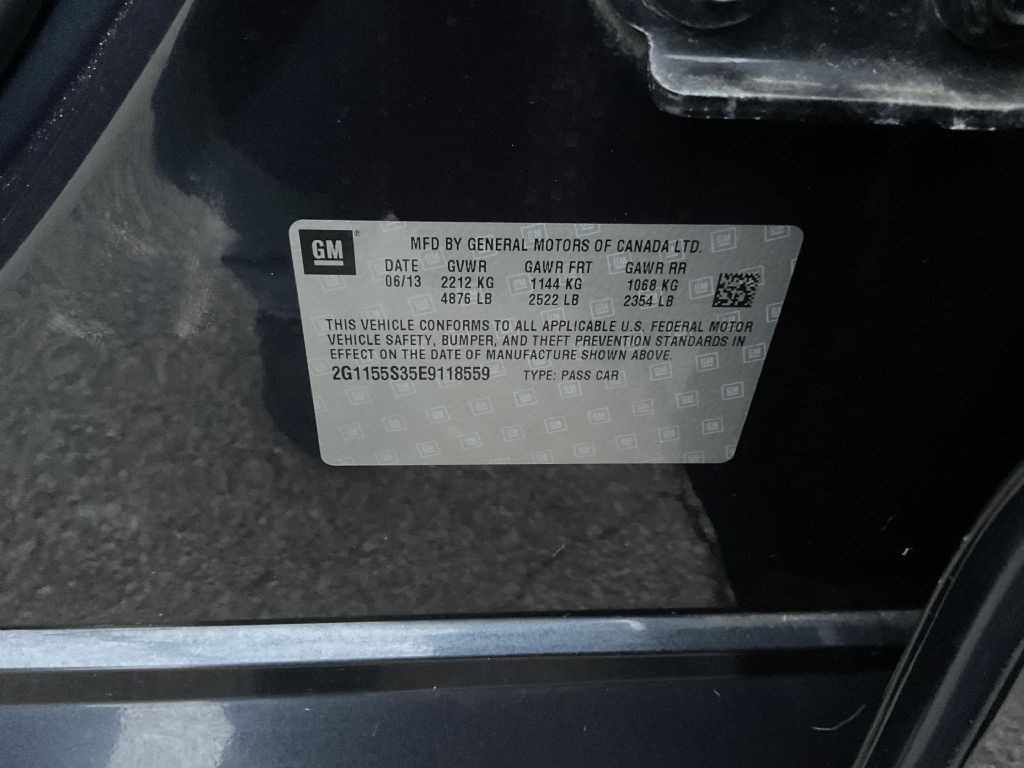 GM®
MFD BY GENERAL MOTORS OF CANADA LTD.
DATE GVWR GAWR FRT GAWR RR
06/13 2212 KG 1144 KG 1068 KG
4876 LB 2522 LB 2354 LB
THIS VEHICLE CONFORMS TO ALL APPLICABLE U.S. FEDERAL MOTOR
VEHICLE SAFETY, BUMPER, AND THEFT PREVENTION STANDARDS IN
EFFECT ON THE DATE OF MANUFACTURE SHOWN ABOVE.
2G1155S35E9118559 TYPE: PASS CAR